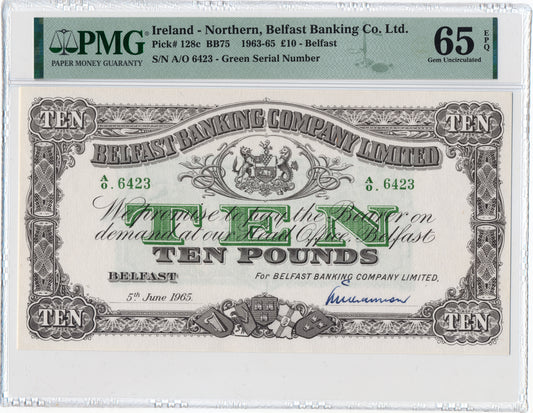 PMG
PAPER MONEY GUARANTY
Ireland - Northern, Belfast Banking Co. Ltd.
Pick# 128c BB75 1963-65 £10 - Belfast
S/N A/O 6423 - Green Serial Number
65 EPQ
Gem Uncirculated
TEN TEN
BELFAST BANKING COMPANY LIMITED
A/O. 6423 A/O. 6423
We promise to pay the Bearer on
demand at our Head Office, Belfast
TEN
TEN POUNDS
BELFAST For BELFAST BANKING COMPANY LIMITED,
5th June 1965.
TEN TEN